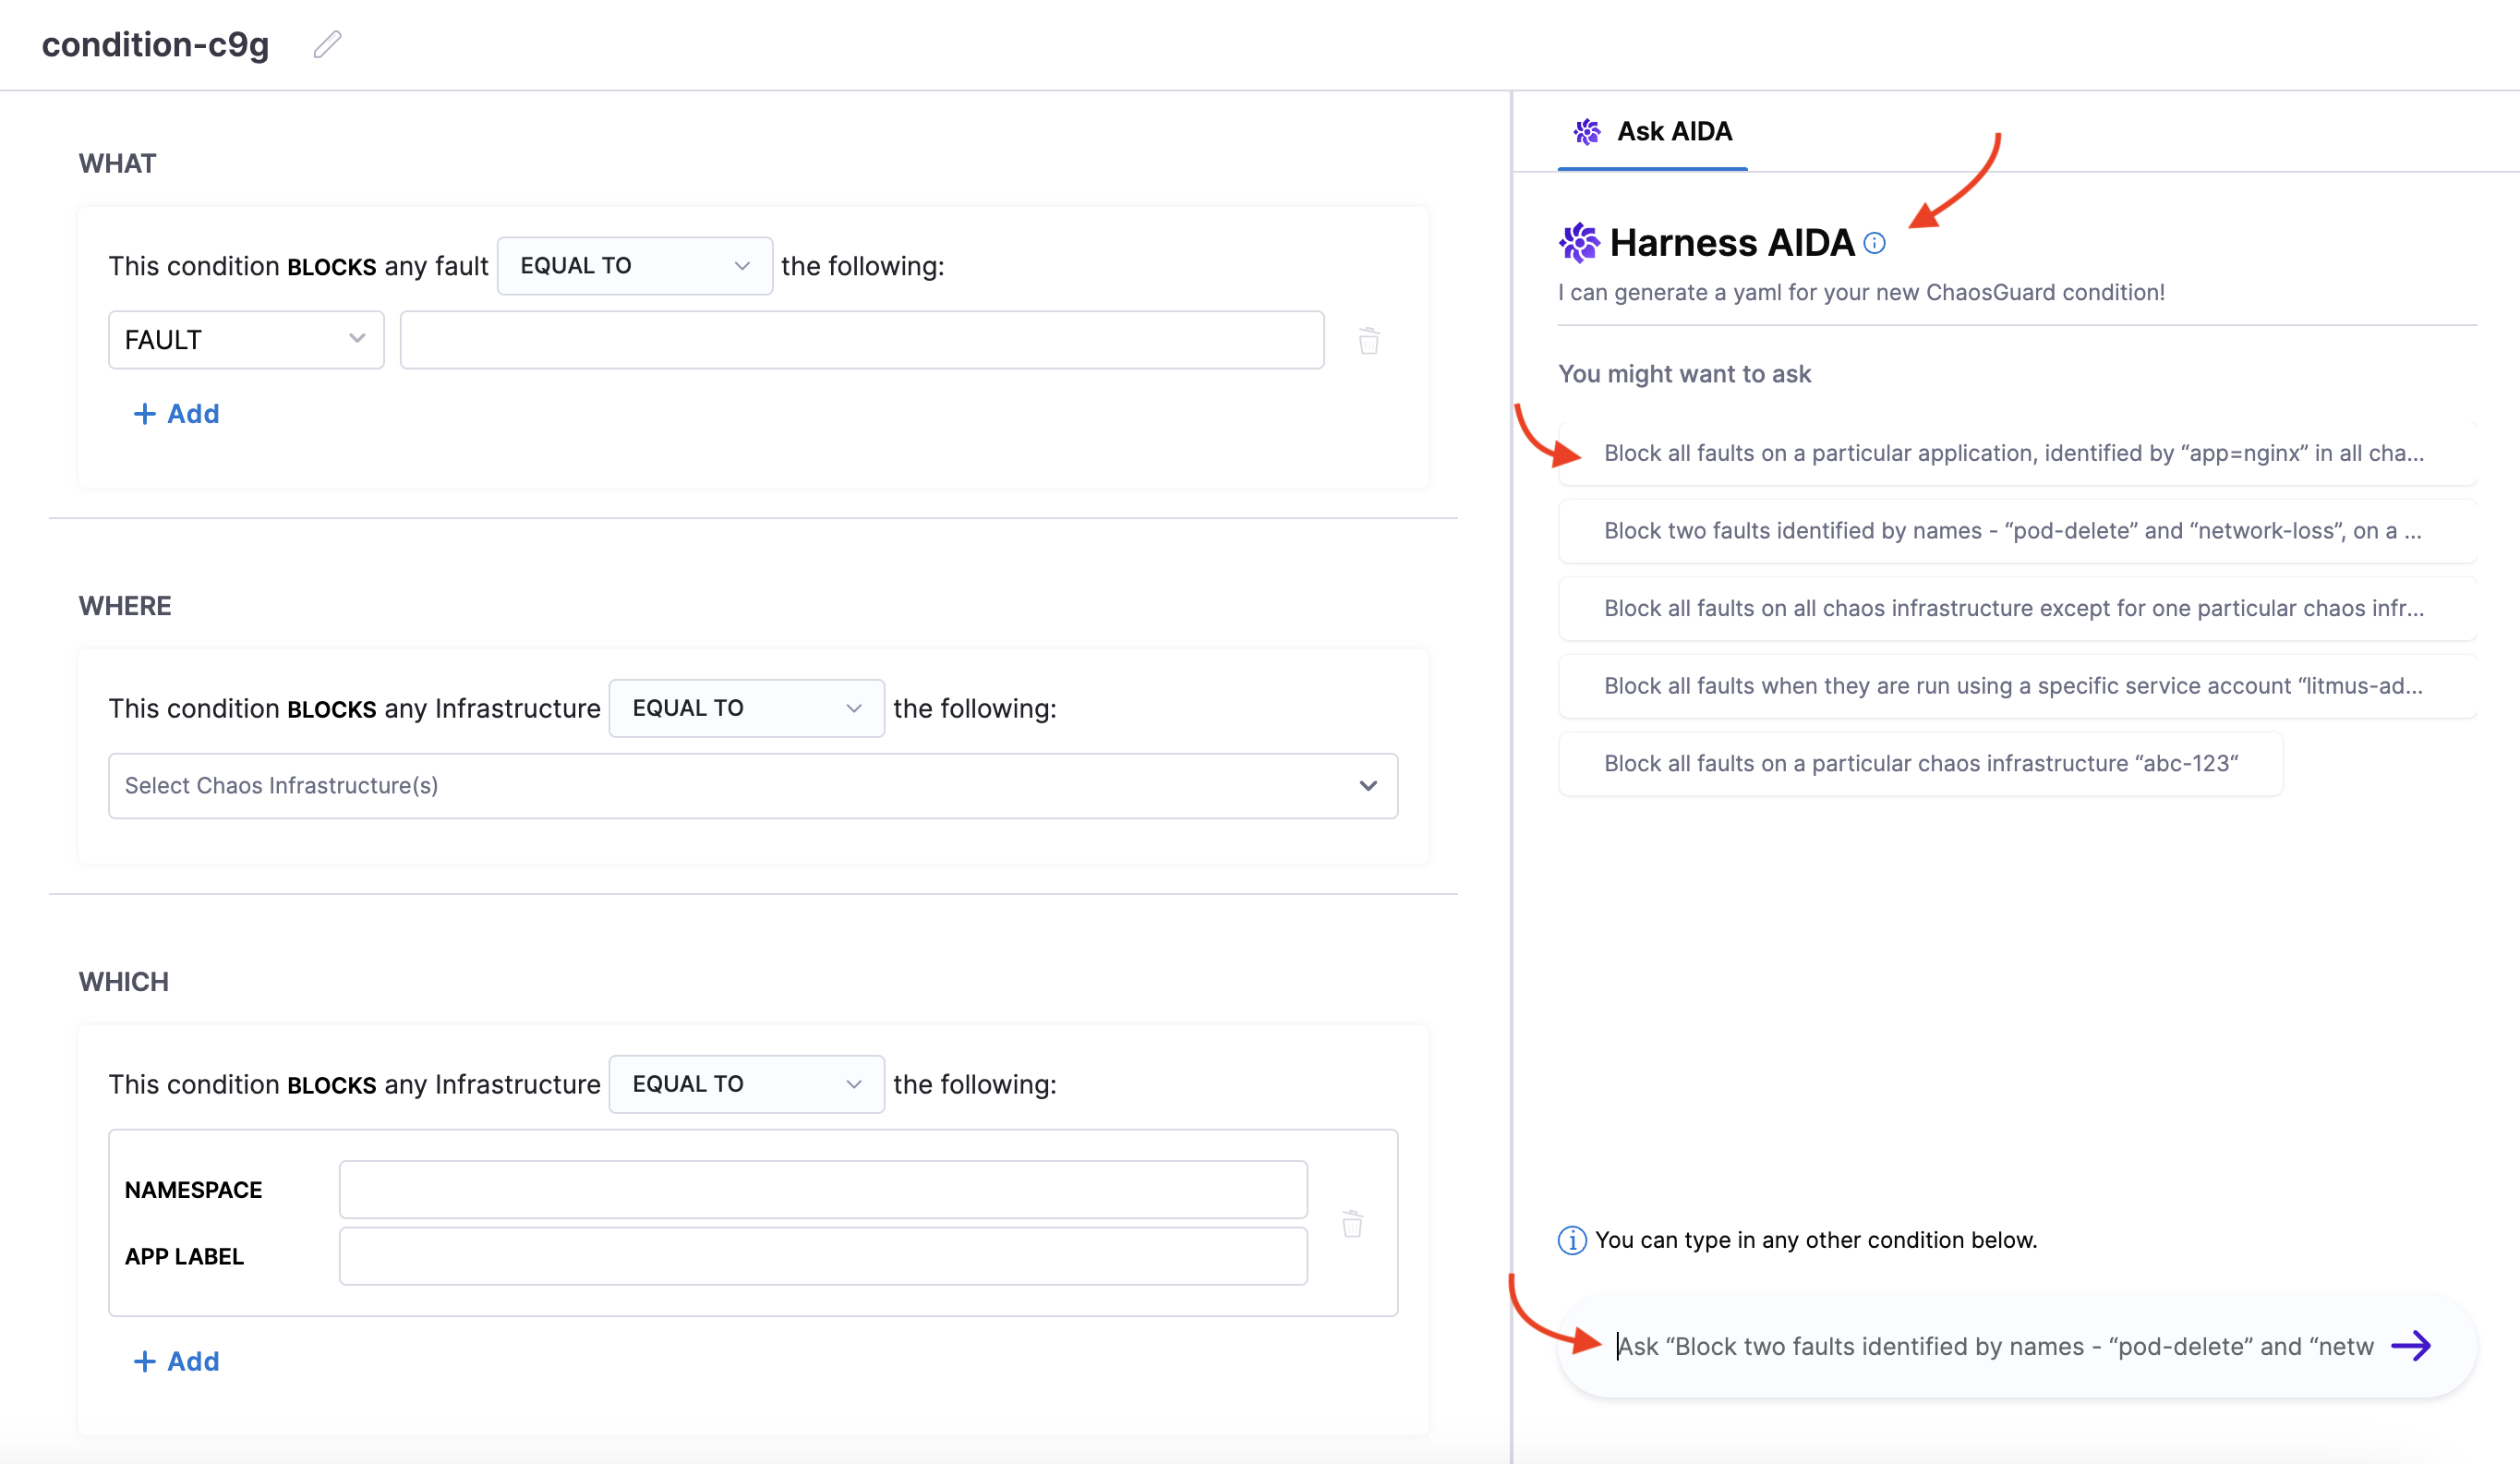 condition-c9g
WHAT
This condition BLOCKS any fault EQUAL TO the following:
FAULT
+ Add
WHERE
This condition BLOCKS any Infrastructure EQUAL TO the following:
Select Chaos Infrastructure(s)
WHICH
This condition BLOCKS any Infrastructure EQUAL TO the following:
NAMESPACE
APP LABEL
+ Add
Ask AIDA
Harness AIDA
I can generate a yaml for your new ChaosGuard condition!
You might want to ask
Block all faults on a particular application, identified by “app=nginx” in all cha...
Block two faults identified by names - “pod-delete” and “network-loss”, on a ...
Block all faults on all chaos infrastructure except for one particular chaos infr...
Block all faults when they are run using a specific service account “litmus-ad...
Block all faults on a particular chaos infrastructure “abc-123“
You can type in any other condition below.
Ask “Block two faults identified by names - “pod-delete” and “netw